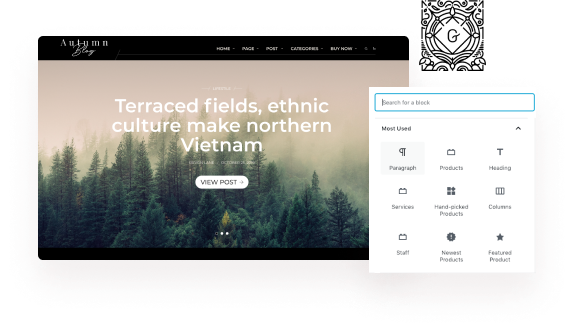 Autumn
Blog
HOME PAGE POST CATEGORIES BUY NOW
LIFESTYLE
Terraced fields, ethnic
culture make northern
Vietnam
VIEW POST
G
Search for a block
Most Used
Paragraph Products Heading
Services Hand-picked Products Columns
Staff Newest Products Featured Product